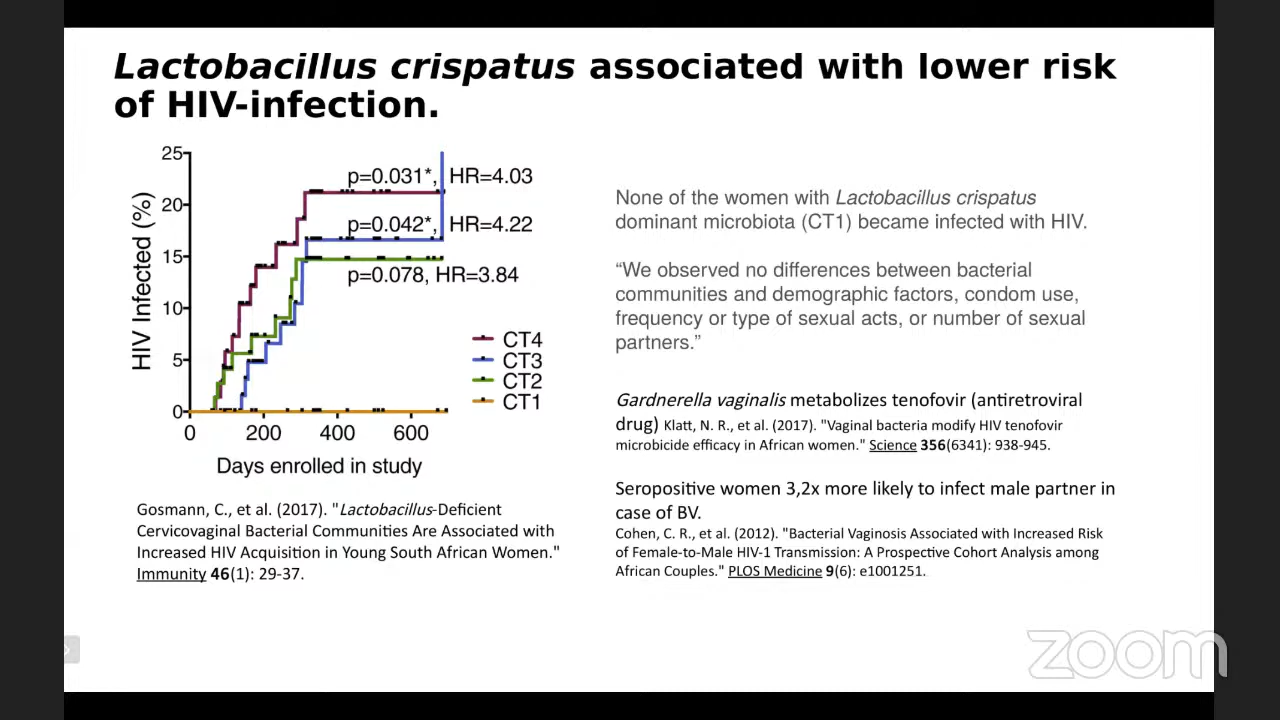 Lactobacillus crispatus associated with lower risk
of HIV-infection.
25
20
15
10
5
0
HIV Infected (%)
p=0.031*, HR=4.03
p=0.042*, HR=4.22
p=0.078, HR=3.84
CT4
CT3
CT2
CT1
0 200 400 600
Days enrolled in study
Gosmann, C., et al. (2017). "Lactobacillus-Deficient
Cervicovaginal Bacterial Communities Are Associated with
Increased HIV Acquisition in Young South African Women."
Immunity 46(1): 29-37.
None of the women with Lactobacillus crispatus
dominant microbiota (CT1) became infected with HIV.
“We observed no differences between bacterial
communities and demographic factors, condom use,
frequency or type of sexual acts, or number of sexual
partners.”
Gardnerella vaginalis metabolizes tenofovir (antiretroviral
drug) Klatt, N. R., et al. (2017). "Vaginal bacteria modify HIV tenofovir
microbicide efficacy in African women." Science 356(6341): 938-945.
Seropositive women 3,2x more likely to infect male partner in
case of BV.
Cohen, C. R., et al. (2012). "Bacterial Vaginosis Associated with Increased Risk
of Female-to-Male HIV-1 Transmission: A Prospective Cohort Analysis among
African Couples." PLOS Medicine 9(6): e1001251.
zoom